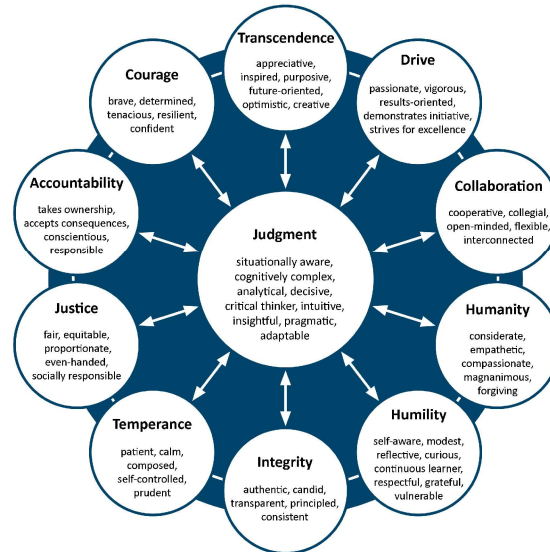 Transcendence
appreciative,
inspired, purposive,
future-oriented,
optimistic, creative
Drive
passionate, vigorous,
results-oriented,
demonstrates initiative,
strives for excellence
Collaboration
cooperative, collegial,
open-minded, flexible,
interconnected
Humanity
considerate,
empathetic,
compassionate,
magnanimous,
forgiving
Humility
self-aware, modest,
reflective, curious,
continuous learner,
respectful, grateful,
vulnerable
Integrity
authentic, candid,
transparent, principled,
consistent
Temperance
patient, calm,
composed,
self-controlled,
prudent
Justice
fair, equitable,
proportionate,
even-handed,
socially responsible
Accountability
takes ownership,
accepts consequences,
conscientious,
responsible
Courage
brave, determined,
tenacious, resilient,
confident
Judgment
situationally aware,
cognitively complex,
analytical, decisive,
critical thinker, intuitive,
insightful, pragmatic,
adaptable